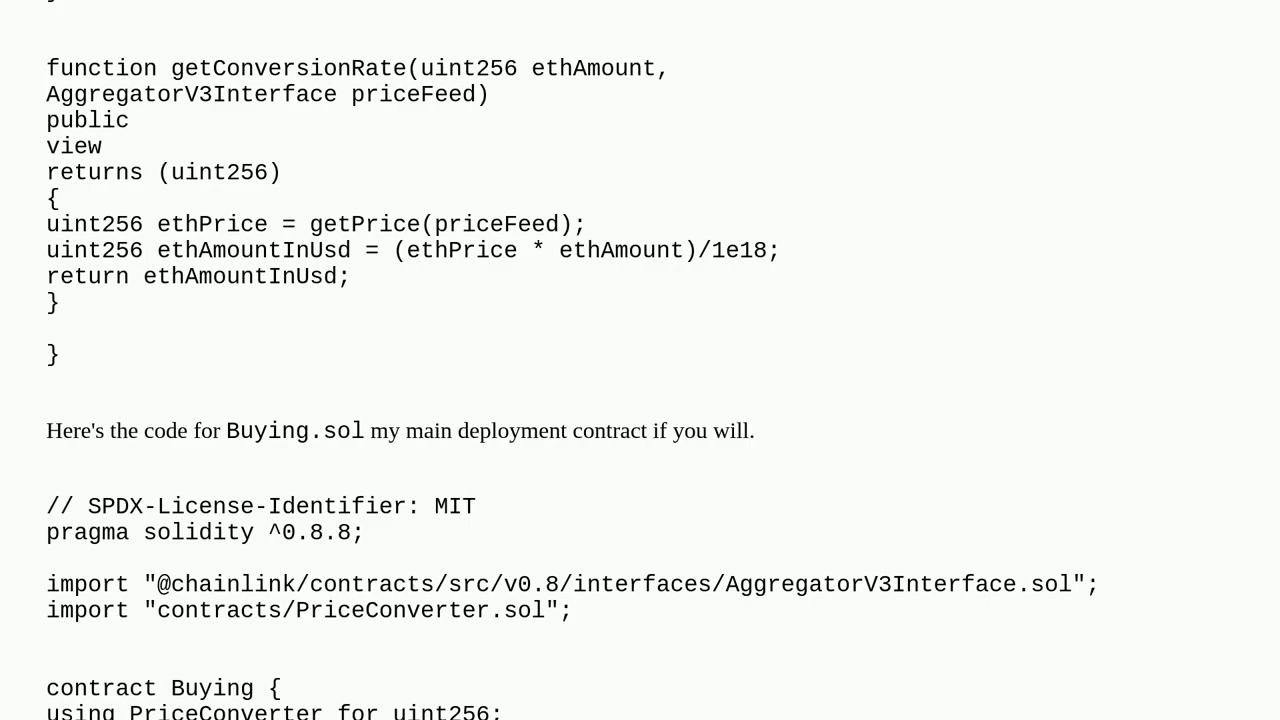 }
function getConversionRate(uint256 ethAmount,
AggregatorV3Interface priceFeed)
public
view
returns (uint256)
{
uint256 ethPrice = getPrice(priceFeed);
uint256 ethAmountInUsd = (ethPrice * ethAmount)/1e18;
return ethAmountInUsd;
}
}
Here's the code for Buying.sol my main deployment contract if you will.
// SPDX-License-Identifier: MIT
pragma solidity ^0.8.8;
import "@chainlink/contracts/src/v0.8/interfaces/AggregatorV3Interface.sol";
import "contracts/PriceConverter.sol";
contract Buying {
using PriceConverter for uint256;